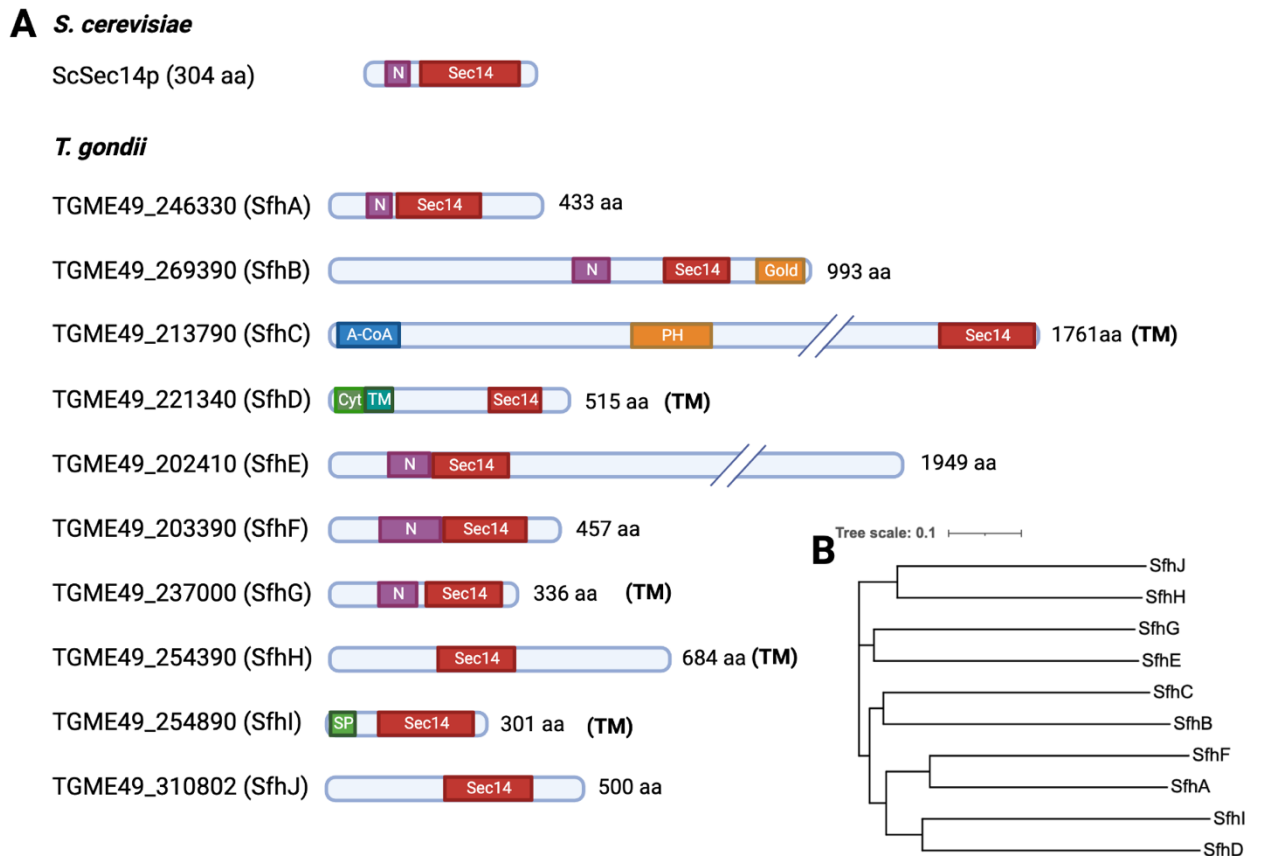 A S. cerevisiae
ScSec14p (304 aa) N Sec14
T. gondii
TGME49_246330 (SfhA) N Sec14 433 aa
TGME49_269390 (SfhB) N Sec14 Gold 993 aa
TGME49_213790 (SfhC) A-CoA PH Sec14 1761aa (TM)
TGME49_221340 (SfhD) Cyt TM Sec14 515 aa (TM)
TGME49_202410 (SfhE) N Sec14 1949 aa
TGME49_203390 (SfhF) N Sec14 457 aa
TGME49_237000 (SfhG) N Sec14 336 aa (TM)
TGME49_254390 (SfhH) Sec14 684 aa (TM)
TGME49_254890 (SfhI) SP Sec14 301 aa (TM)
TGME49_310802 (SfhJ) Sec14 500 aa
B Tree scale: 0.1
SfhJ
SfhH
SfhG
SfhE
SfhC
SfhB
SfhF
SfhA
SfhI
SfhD